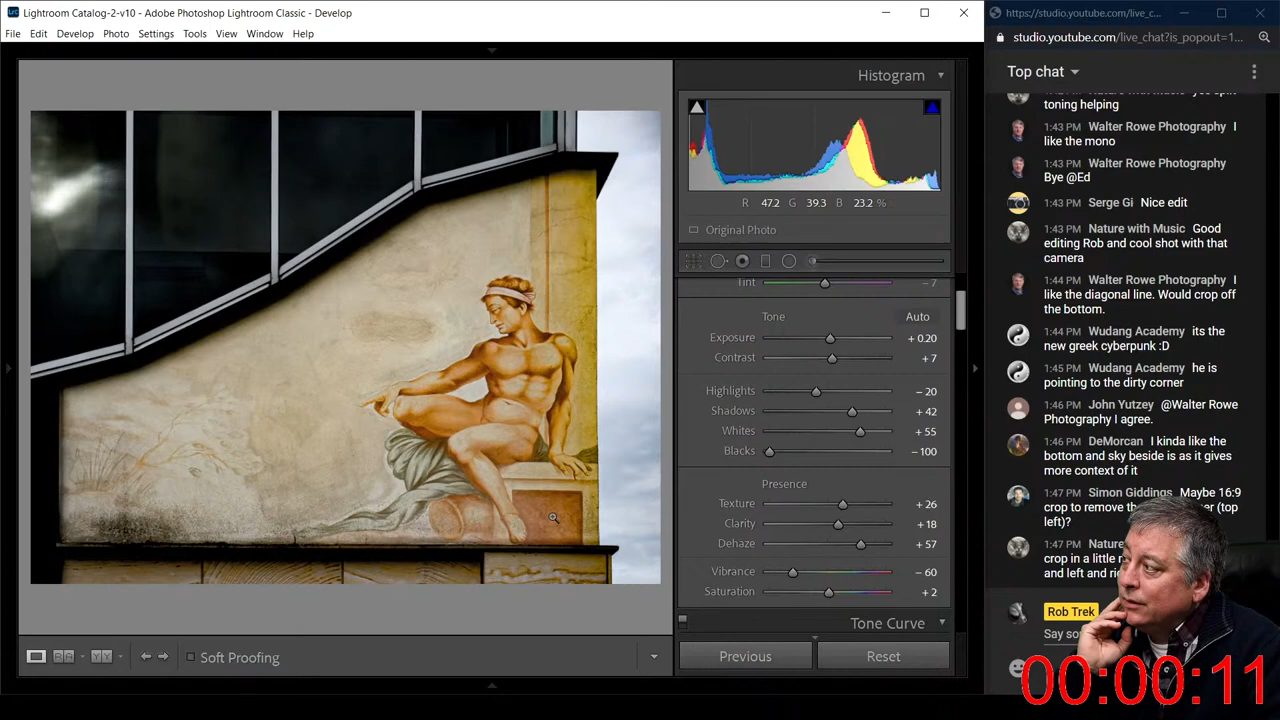 Lightroom Catalog-2-v10 - Adobe Photoshop Lightroom Classic - Develop
File Edit Develop Photo Settings Tools View Window Help
Histogram
R 47.2 G 39.3 B 23.2 %
Original Photo
Tint - 7
Tone Auto
Exposure + 0.20
Contrast + 7
Highlights - 20
Shadows + 42
Whites + 55
Blacks - 100
Presence
Texture + 26
Clarity + 18
Dehaze + 57
Vibrance - 60
Saturation + 2
Tone Curve
Previous Reset
Soft Proofing
https://studio.youtube.com/live_c...
studio.youtube.com/live_chat?is_popout=1...
Top chat
toning helping
1:43 PM Walter Rowe Photography I
like the mono
1:43 PM Walter Rowe Photography
Bye @Ed
1:43 PM Serge Gi Nice edit
1:43 PM Nature with Music Good
editing Rob and cool shot with that
camera
1:44 PM Walter Rowe Photography I
like the diagonal line. Would crop off
the bottom.
1:44 PM Wudang Academy its the
new greek cyberpunk :D
1:45 PM Wudang Academy he is
pointing to the dirty corner
1:46 PM John Yutzey @Walter Rowe
Photography I agree.
1:46 PM DeMorcan I kinda like the
bottom and sky beside is as it gives
more context of it
1:47 PM Simon Giddings Maybe 16:9
crop to remove the
left)?
1:47 PM
crop in a little
and left and
Rob Trek
Say
00:00:11